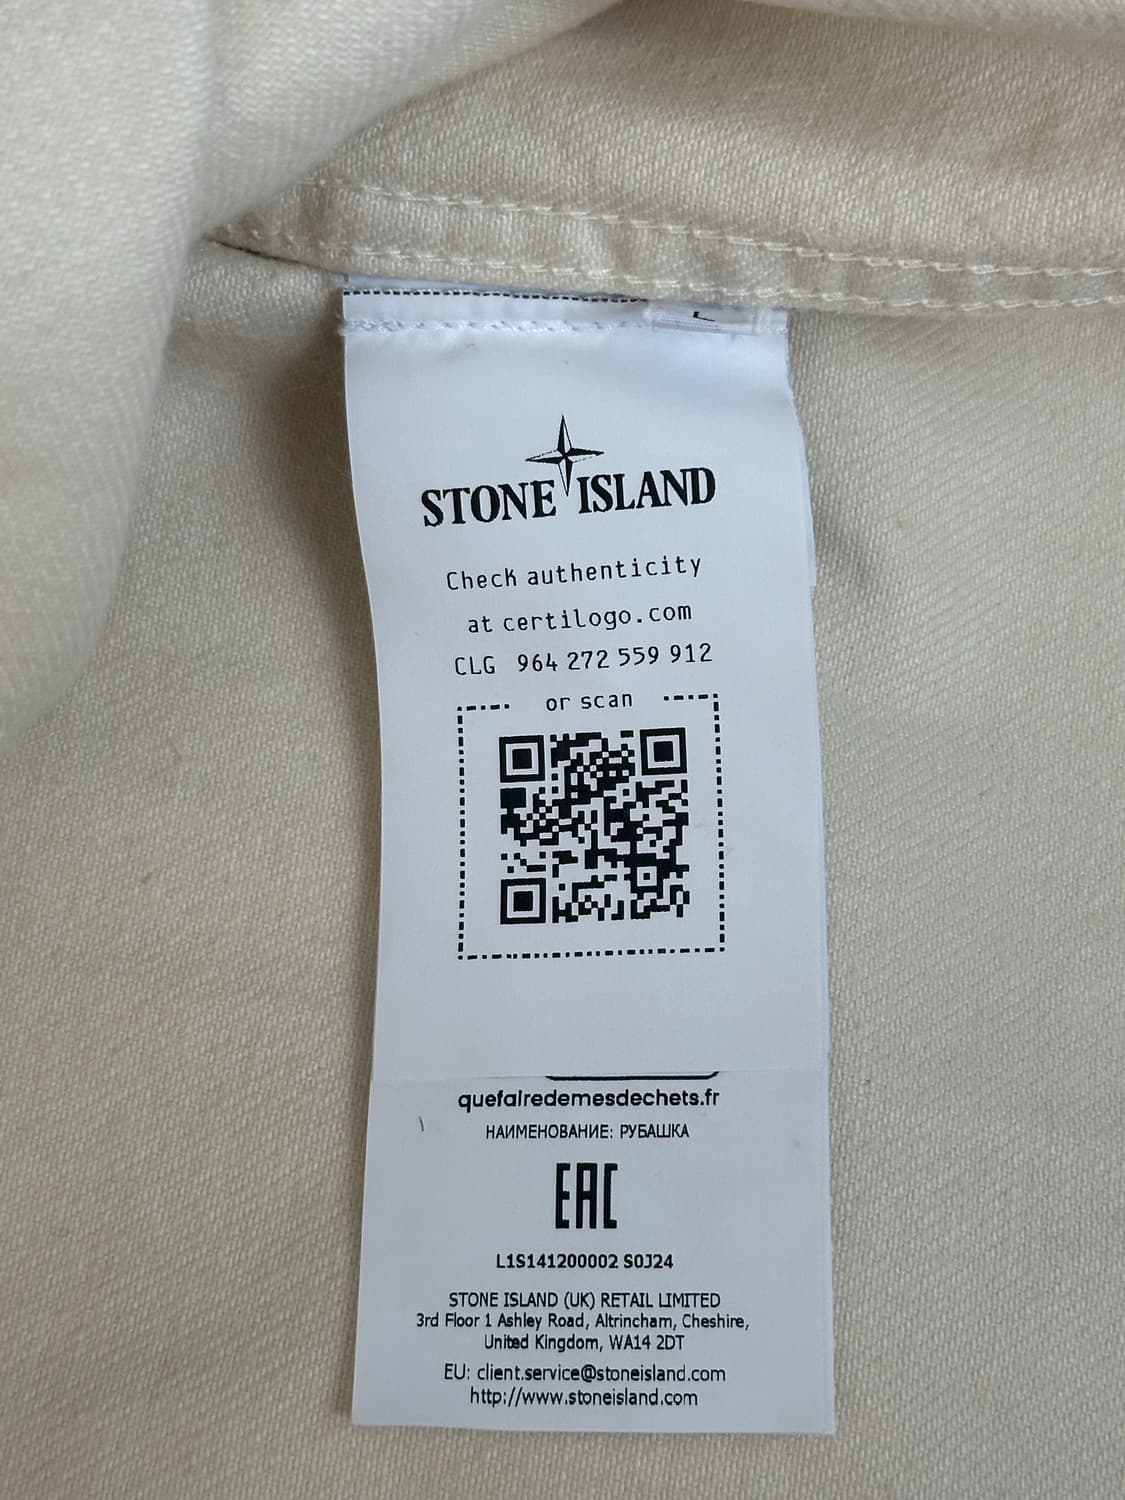 L
STONE ISLAND
Check authenticity
at certilogo.com
CLG 964 272 559 912
or scan
quefairedemesdechets.fr
НАИМЕНОВАНИЕ: РУБАШКА
EAC
L1S141200002 S0J24
STONE ISLAND (UK) RETAIL LIMITED
3rd Floor 1 Ashley Road, Altrincham, Cheshire,
United Kingdom, WA14 2DT
EU: client.service@stoneisland.com
http://www.stoneisland.com